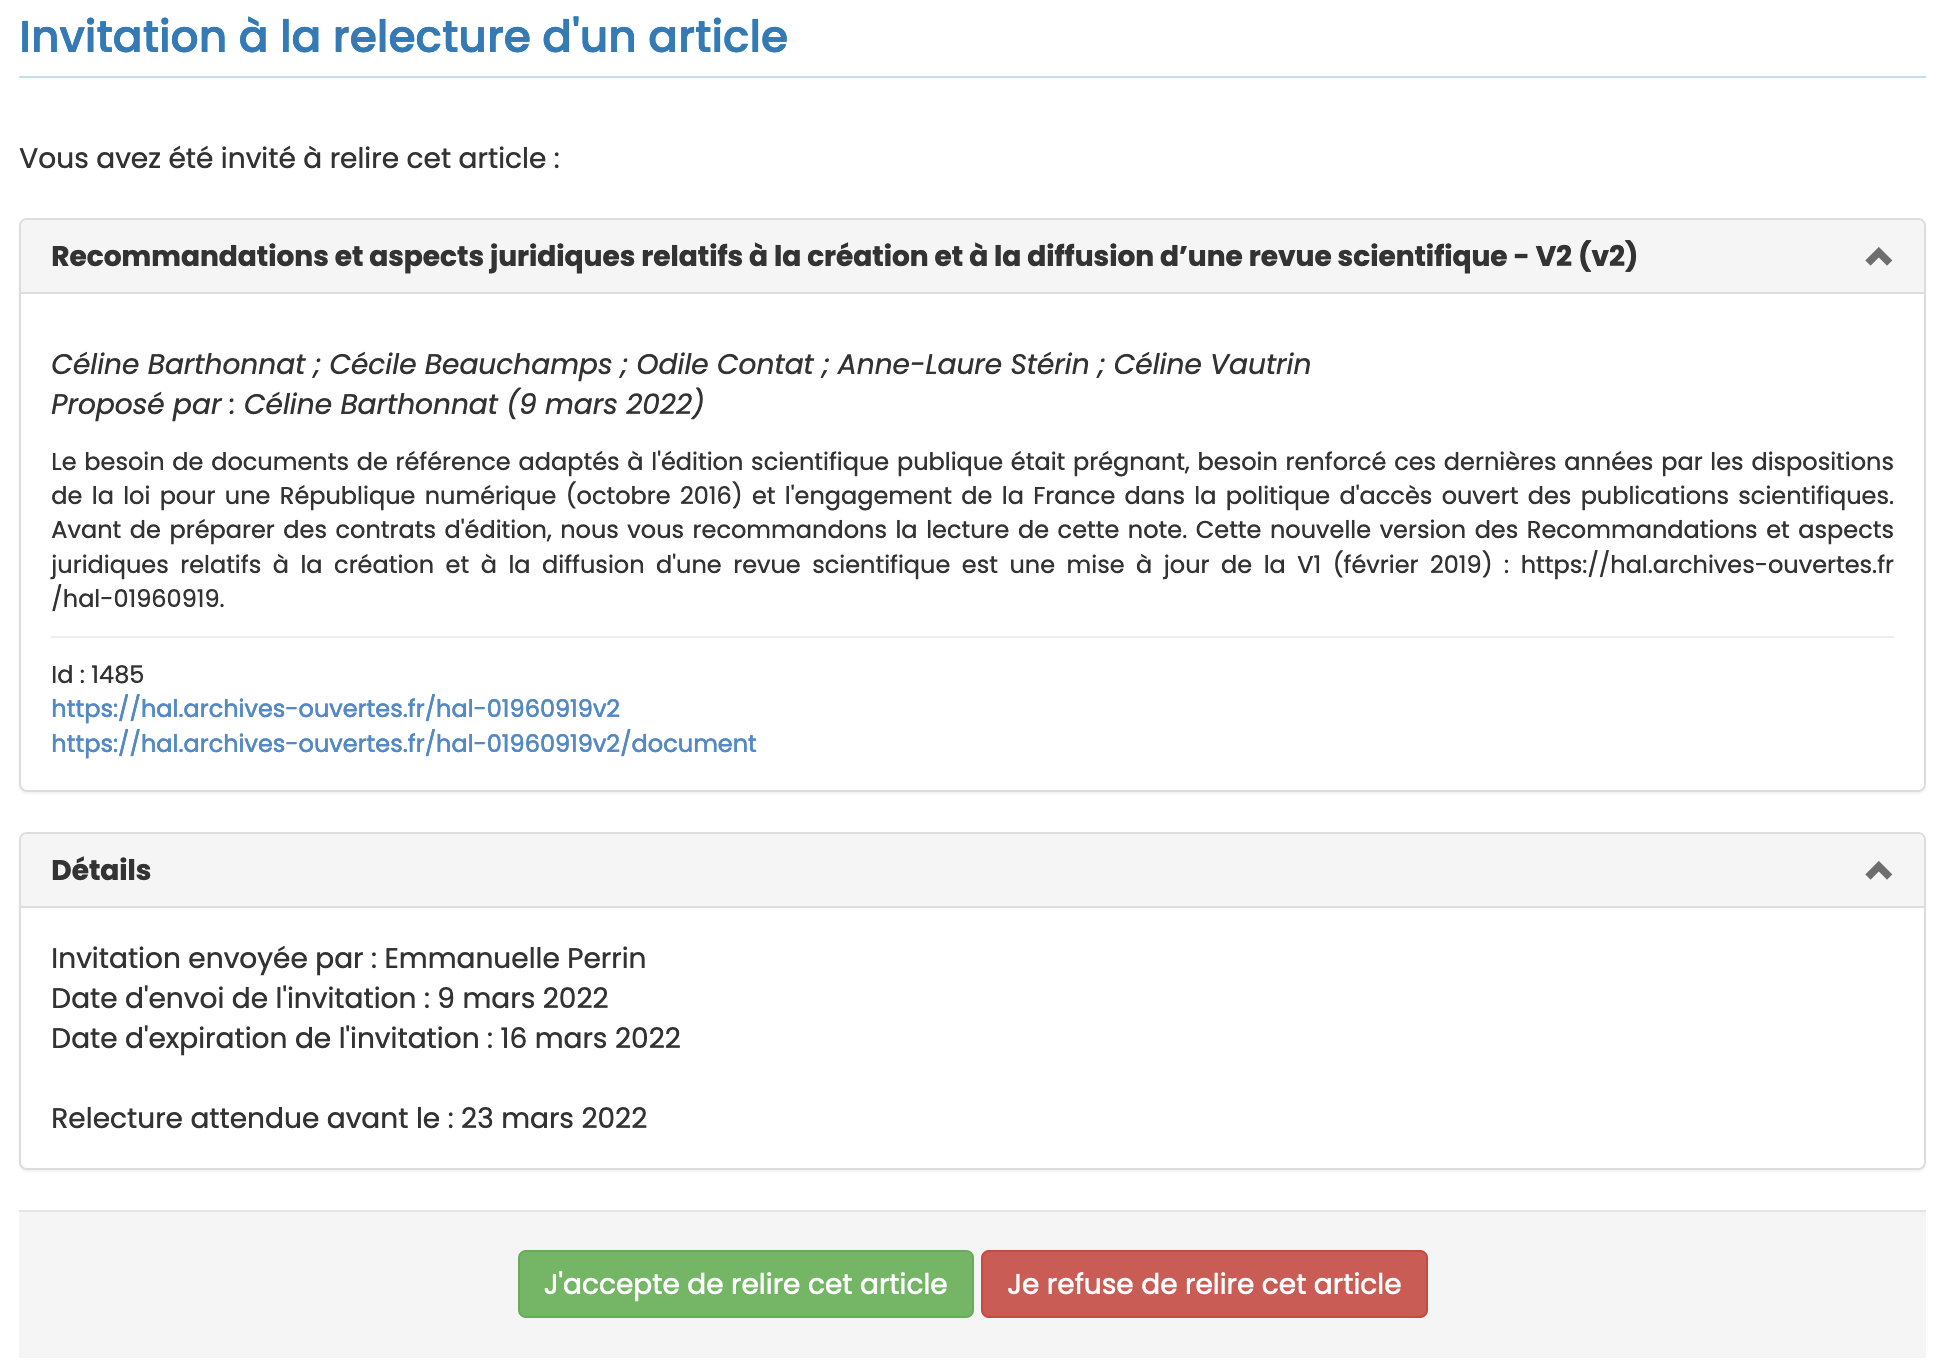 Invitation à la relecture d'un article
Vous avez été invité à relire cet article :
Recommandations et aspects juridiques relatifs à la création et à la diffusion d’une revue scientifique - V2 (v2)
Céline Barthonnat ; Cécile Beauchamps ; Odile Contat ; Anne-Laure Stérin ; Céline Vautrin
Proposé par : Céline Barthonnat (9 mars 2022)
Le besoin de documents de référence adaptés à l'édition scientifique publique était prégnant, besoin renforcé ces dernières années par les dispositions
de la loi pour une République numérique (octobre 2016) et l'engagement de la France dans la politique d'accès ouvert des publications scientifiques.
Avant de préparer des contrats d'édition, nous vous recommandons la lecture de cette note. Cette nouvelle version des Recommandations et aspects
juridiques relatifs à la création et à la diffusion d'une revue scientifique est une mise à jour de la V1 (février 2019) : https://hal.archives-ouvertes.fr
/hal-01960919.
Id : 1485
https://hal.archives-ouvertes.fr/hal-01960919v2
https://hal.archives-ouvertes.fr/hal-01960919v2/document
Détails
Invitation envoyée par : Emmanuelle Perrin
Date d'envoi de l'invitation : 9 mars 2022
Date d'expiration de l'invitation : 16 mars 2022
Relecture attendue avant le : 23 mars 2022
J'accepte de relire cet article
Je refuse de relire cet article